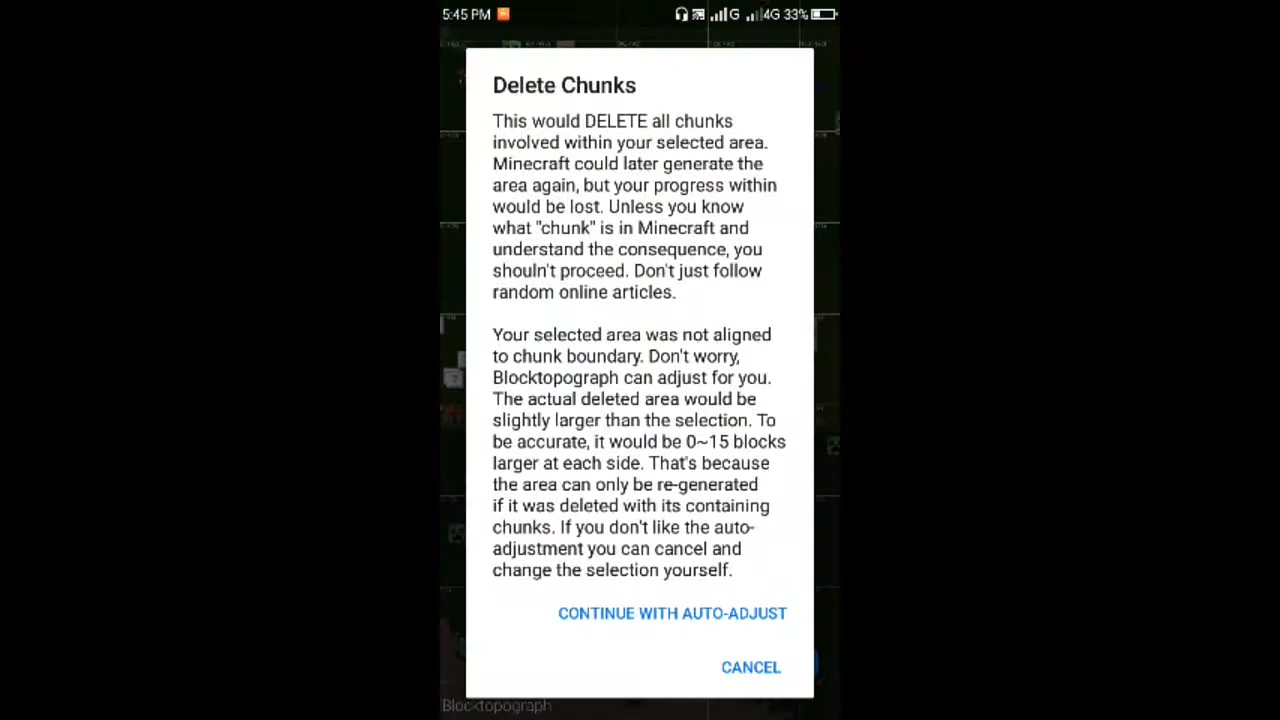 5:45 PM G 4G 33%
Delete Chunks
This would DELETE all chunks
involved within your selected area.
Minecraft could later generate the
area again, but your progress within
would be lost. Unless you know
what "chunk" is in Minecraft and
understand the consequence, you
shouln't proceed. Don't just follow
random online articles.
Your selected area was not aligned
to chunk boundary. Don't worry,
Blocktopograph can adjust for you.
The actual deleted area would be
slightly larger than the selection. To
be accurate, it would be 0~15 blocks
larger at each side. That's because
the area can only be re-generated
if it was deleted with its containing
chunks. If you don't like the auto-
adjustment you can cancel and
change the selection yourself.
CONTINUE WITH AUTO-ADJUST
CANCEL
Blocktopograph